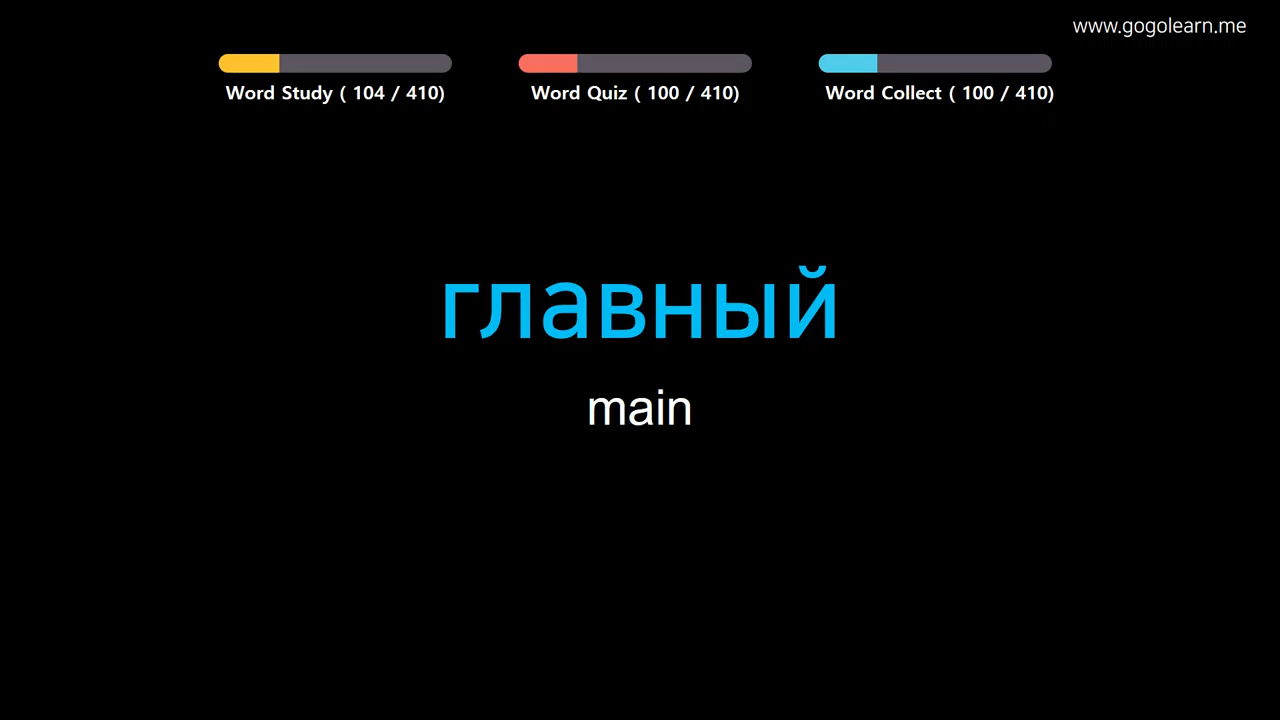 www.gogolearn.me
Word Study ( 104 / 410)
Word Quiz ( 100 / 410)
Word Collect ( 100 / 410)
главный
main